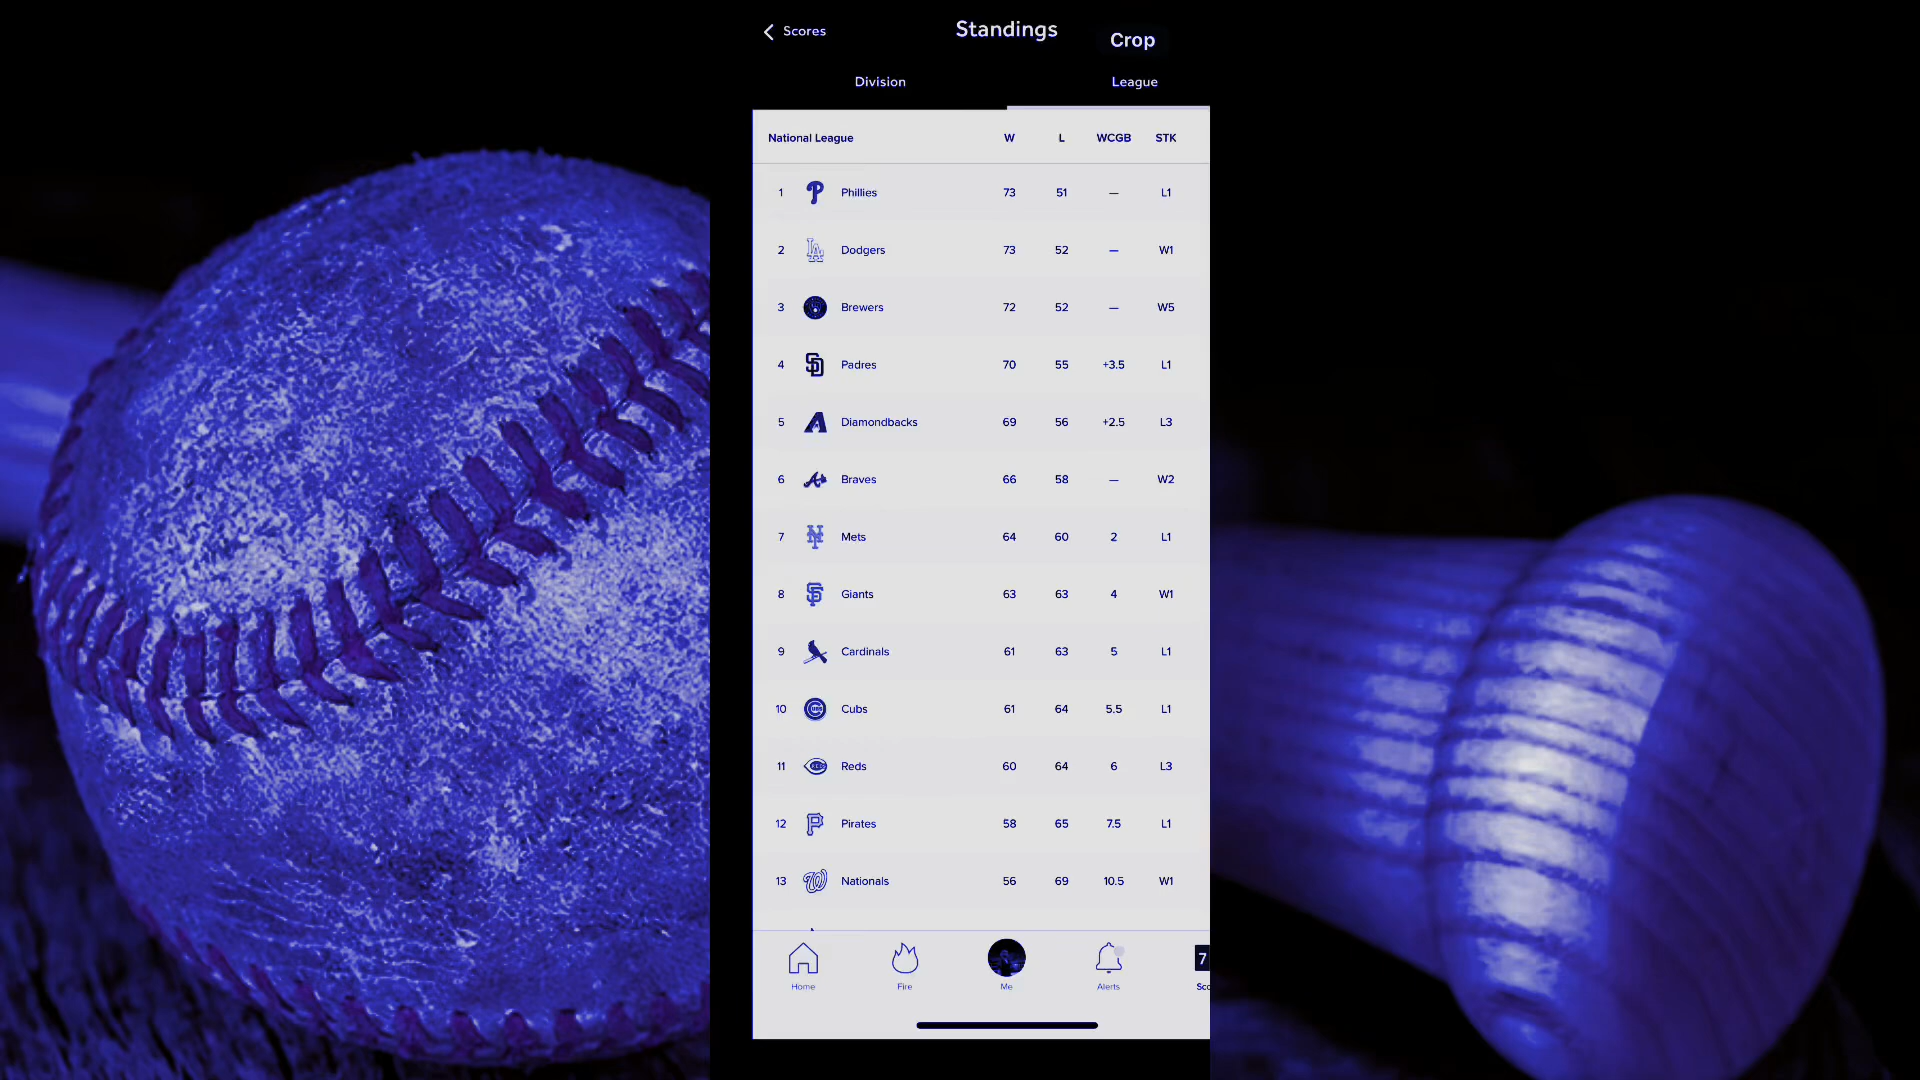 Scores
Standings
Crop
Division
League
National League W L WCGB STK
1 Phillies 73 51 — L1
2 Dodgers 73 52 — W1
3 Brewers 72 52 — W5
4 Padres 70 55 +3.5 L1
5 Diamondbacks 69 56 +2.5 L3
6 Braves 66 58 — W2
7 Mets 64 60 2 L1
8 Giants 63 63 4 W1
9 Cardinals 61 63 5 L1
10 Cubs 61 64 5.5 L1
11 Reds 60 64 6 L3
12 Pirates 58 65 7.5 L1
13 Nationals 56 69 10.5 W1
7
Home Fire Me Alerts Sco